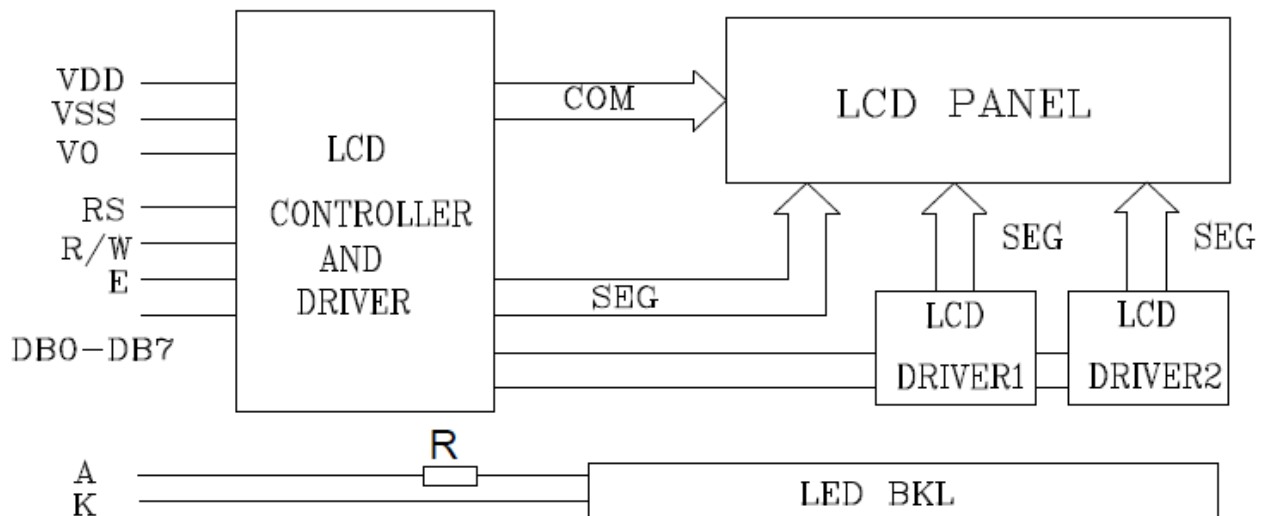 VDD
VSS
V0
RS
R/W
E
DB0-DB7
LCD
CONTROLLER
AND
DRIVER
COM
LCD PANEL
SEG
SEG
SEG
LCD
DRIVER1
LCD
DRIVER2
A
K
R
LED BKL